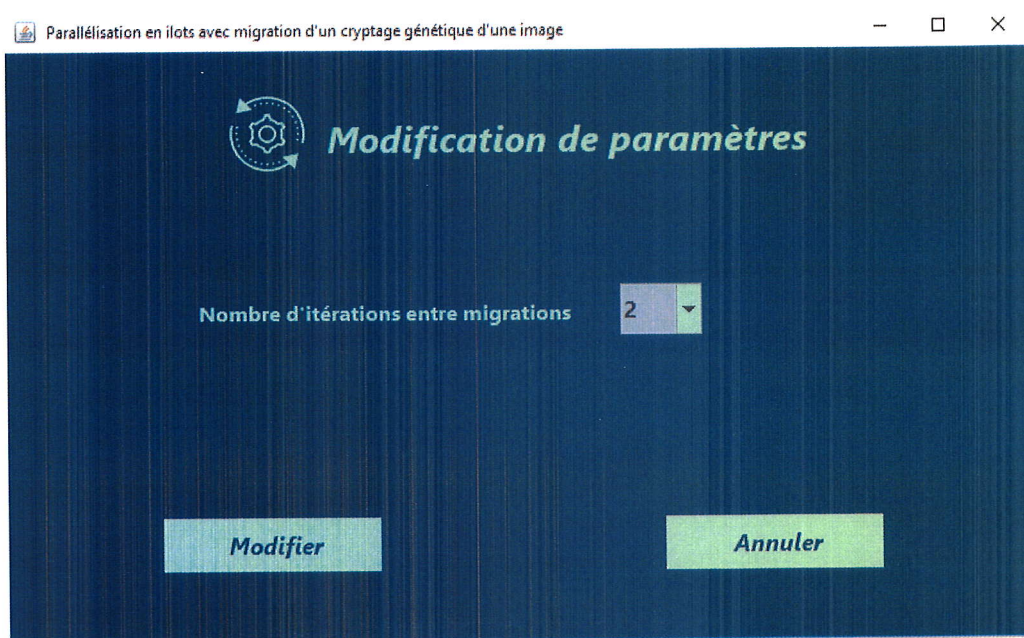 Parallélisation en ilots avec migration d'un cryptage génétique d'une image
Modification de paramètres
Nombre d'itérations entre migrations
2
Modifier
Annuler